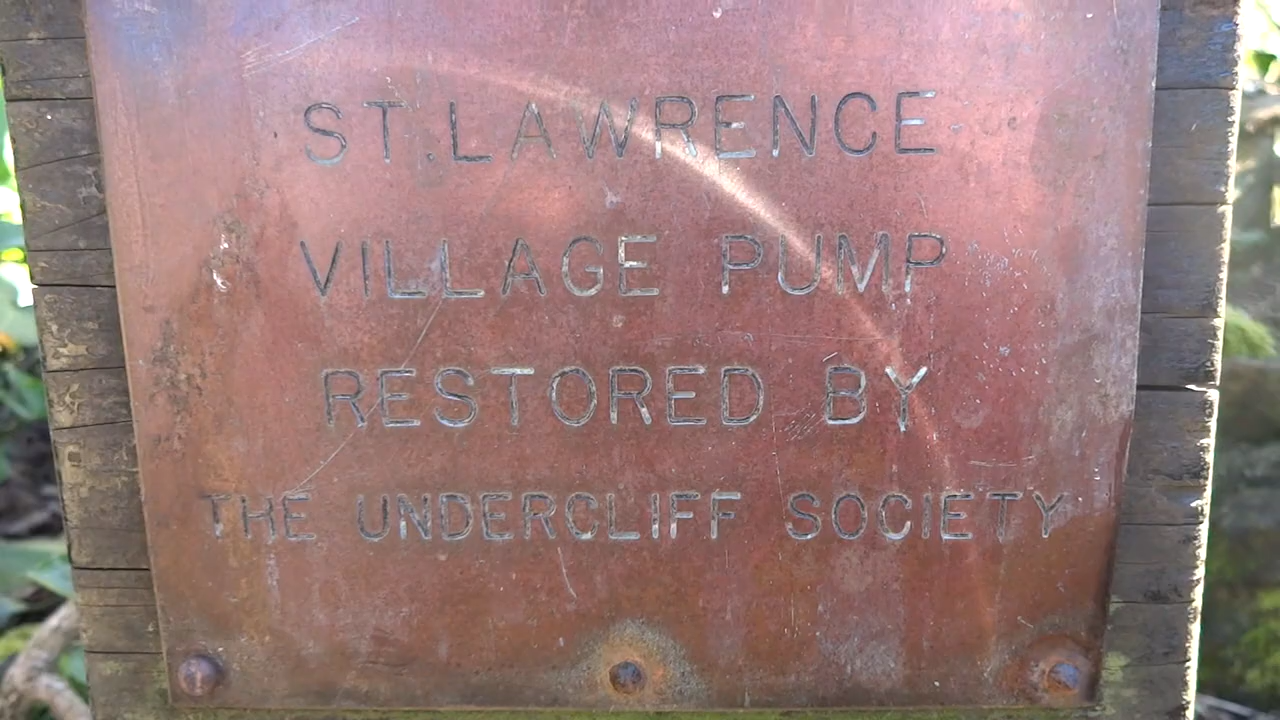 ST. LAWRENCE
VILLAGE PUMP
RESTORED BY
THE UNDERCLIFF SOCIETY